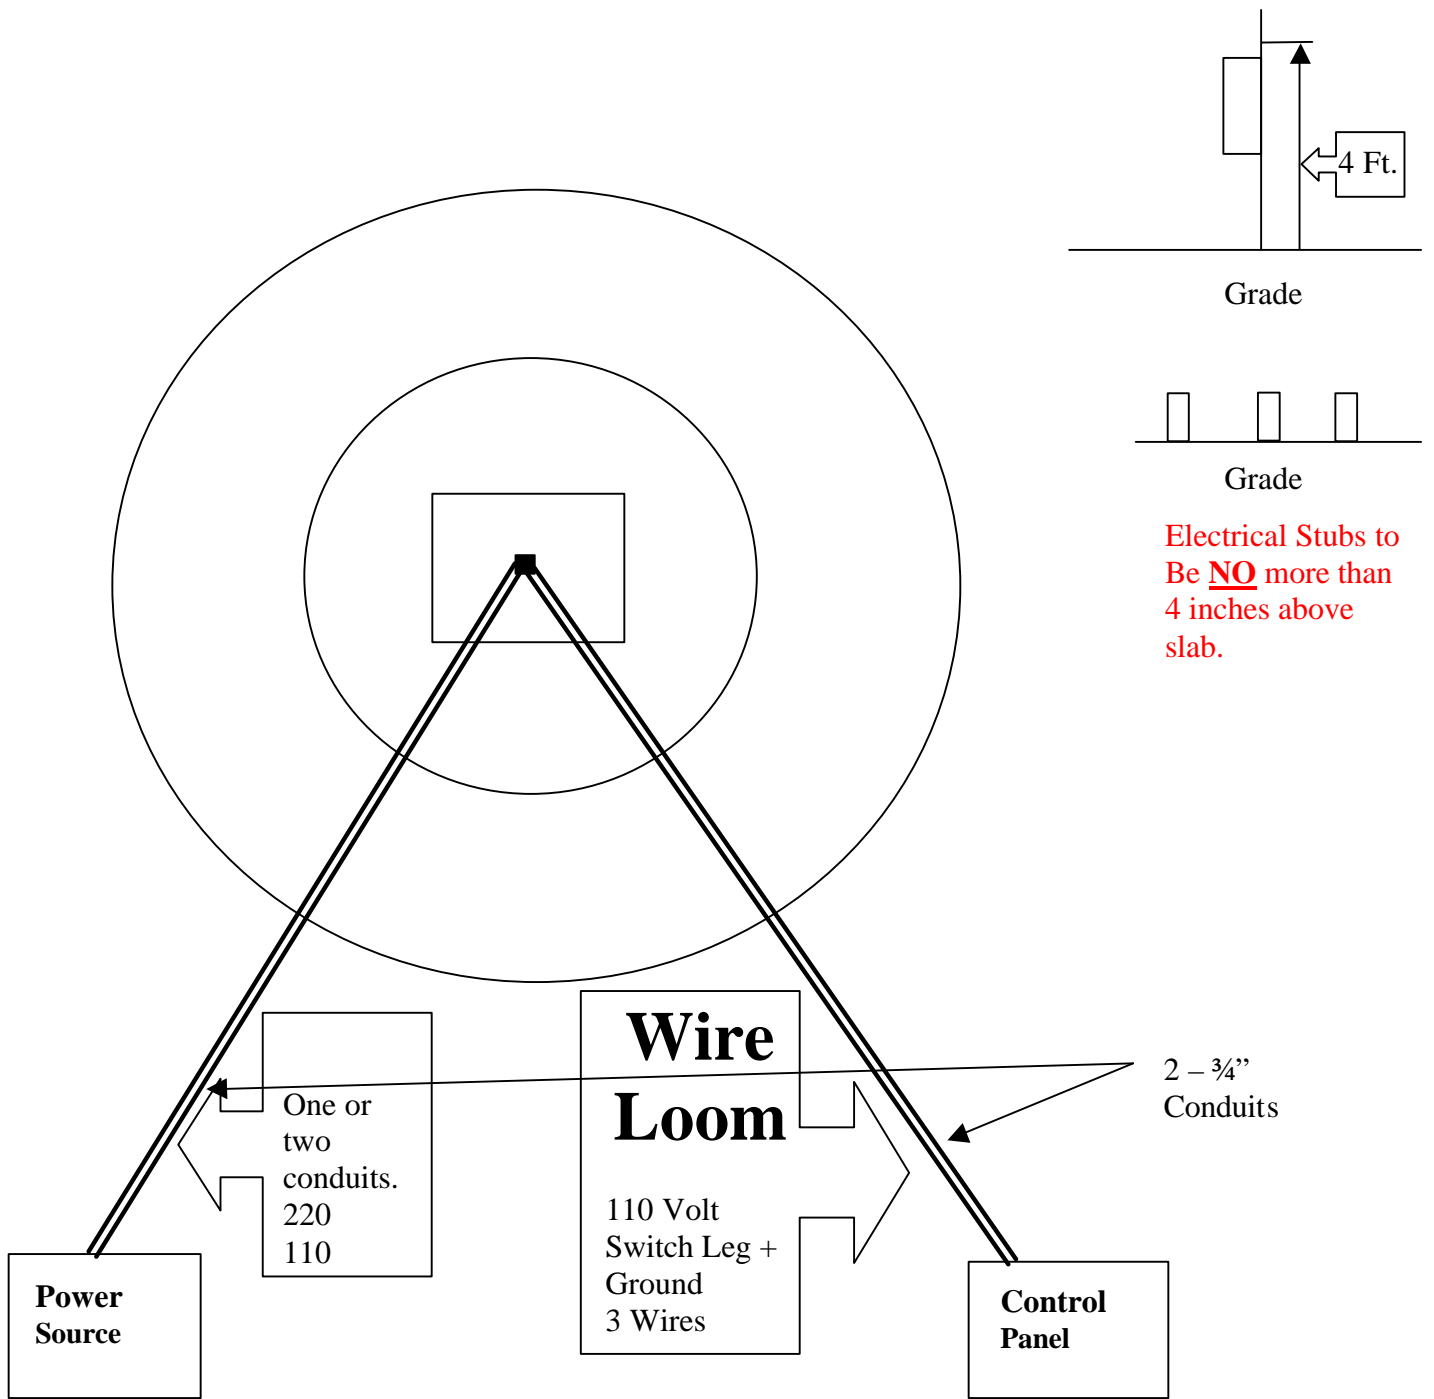 4 Ft.
Grade
Grade
Electrical Stubs to
Be NO more than
4 inches above
slab.
Wire
Loom
110 Volt
Switch Leg +
Ground
3 Wires
2 – ¾”
Conduits
One or
two
conduits.
220
110
Power
Source
Control
Panel